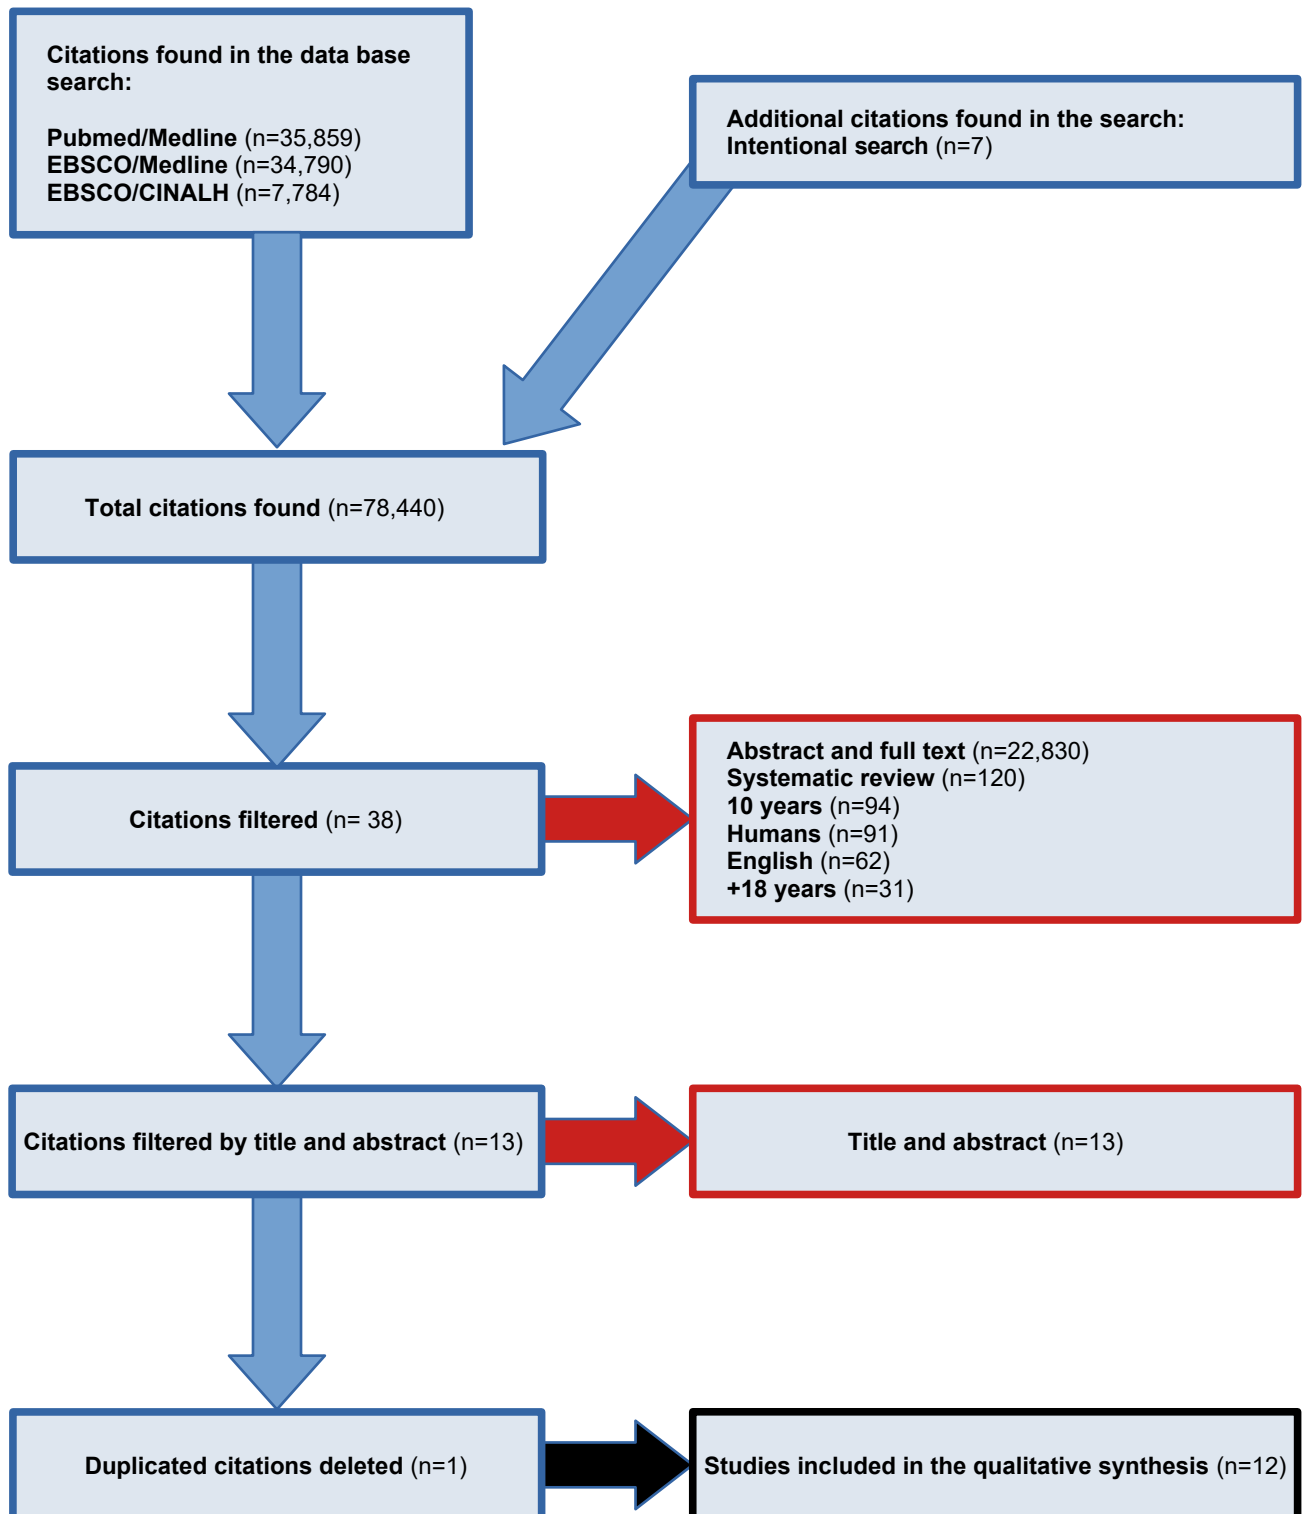 Citations found in the data base
search:
Pubmed/Medline (n=35,859)
EBSCO/Medline (n=34,790)
EBSCO/CINALH (n=7,784)
Additional citations found in the search:
Intentional search (n=7)
Total citations found (n=78,440)
Citations filtered (n= 38)
Abstract and full text (n=22,830)
Systematic review (n=120)
10 years (n=94)
Humans (n=91)
English (n=62)
+18 years (n=31)
Citations filtered by title and abstract (n=13)
Title and abstract (n=13)
Duplicated citations deleted (n=1)
Studies included in the qualitative synthesis (n=12)